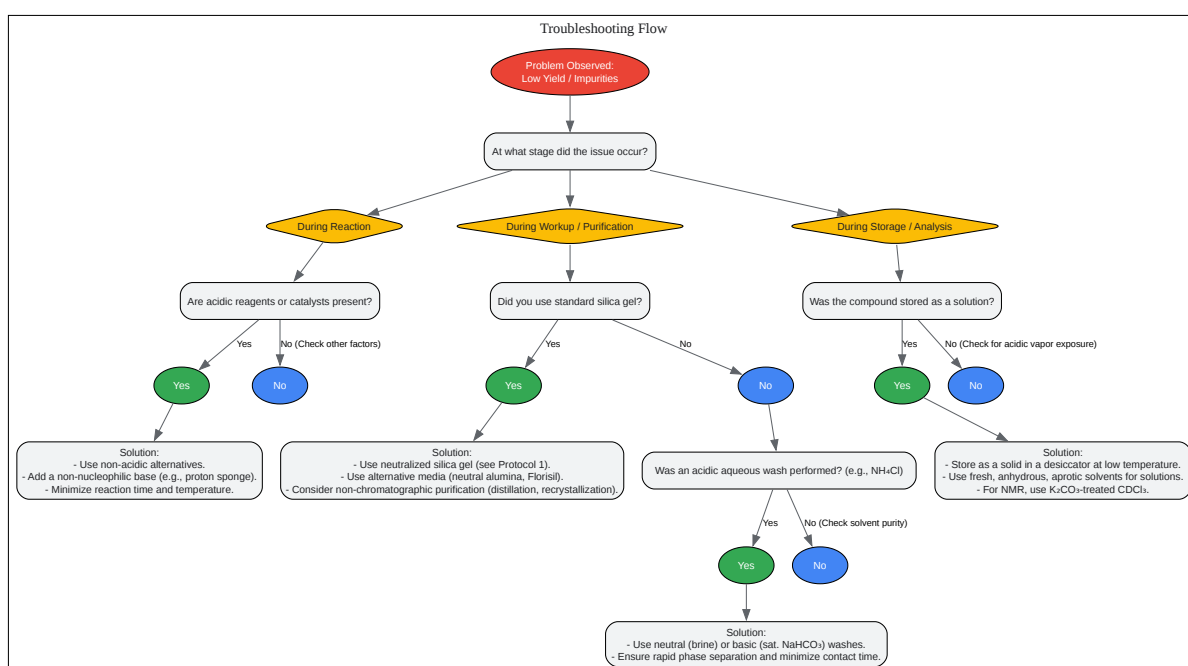 Troubleshooting Flow
Problem Observed:
Low Yield / Impurities
At what stage did the issue occur?
During Reaction
During Workup / Purification
During Storage / Analysis
Are acidic reagents or catalysts present?
Did you use standard silica gel?
Was the compound stored as a solution?
Yes
No (Check other factors)
Yes
No
Yes
No (Check for acidic vapor exposure)
Yes
No
Yes
No
Yes
No
Solution:
- Use non-acidic alternatives.
- Add a non-nucleophilic base (e.g., proton sponge).
- Minimize reaction time and temperature.
Solution:
- Use neutralized silica gel (see Protocol 1).
- Use alternative media (neutral alumina, Florisil).
- Consider non-chromatographic purification (distillation, recrystallization).
Was an acidic aqueous wash performed? (e.g., NH₄Cl)
Solution:
- Store as a solid in a desiccator at low temperature.
- Use fresh, anhydrous, aprotic solvents for solutions.
- For NMR, use K₂CO₃-treated CDCl₃.
Yes
No (Check solvent purity)
Yes
No
Solution:
- Use neutral (brine) or basic (sat. NaHCO₃) washes.
- Ensure rapid phase separation and minimize contact time.